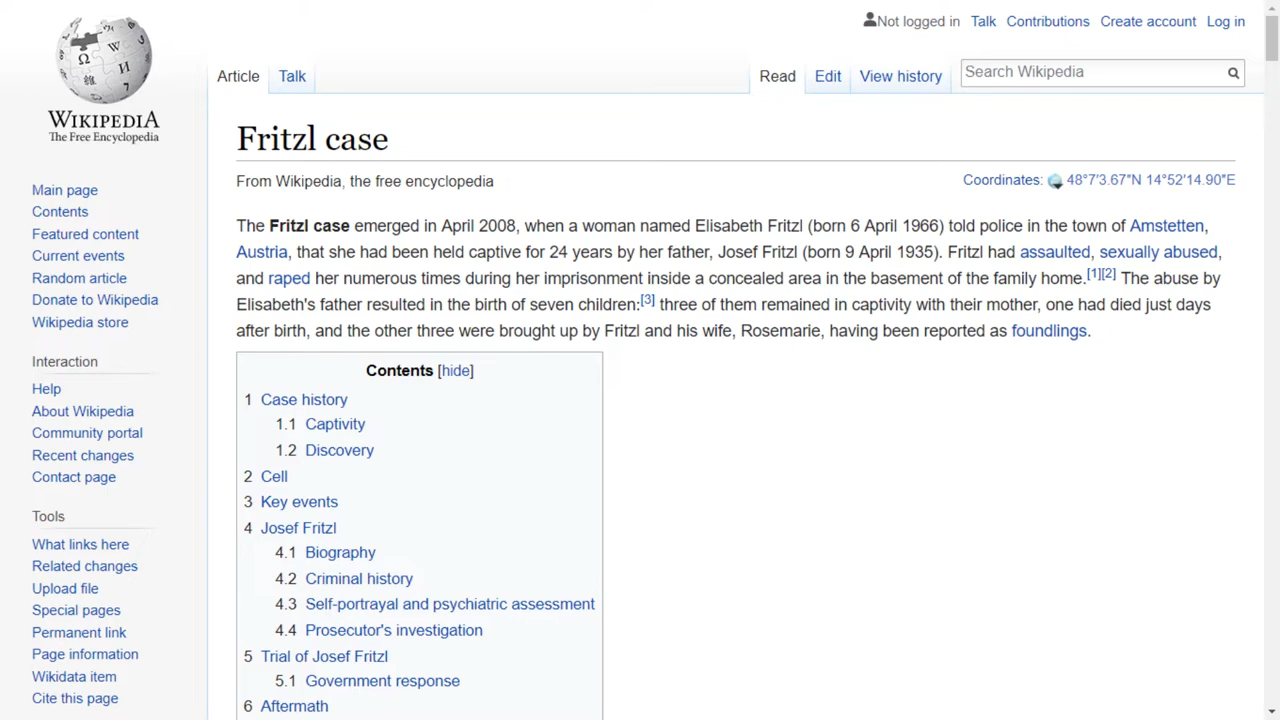 Not logged in Talk Contributions Create account Log in
Article Talk Read Edit View history Search Wikipedia
WIKIPEDIA
The Free Encyclopedia
Main page
Contents
Featured content
Current events
Random article
Donate to Wikipedia
Wikipedia store
Interaction
Help
About Wikipedia
Community portal
Recent changes
Contact page
Tools
What links here
Related changes
Upload file
Special pages
Permanent link
Page information
Wikidata item
Cite this page
Fritzl case
From Wikipedia, the free encyclopedia
Coordinates: 48°7′3.67″N 14°52′14.90″E
The Fritzl case emerged in April 2008, when a woman named Elisabeth Fritzl (born 6 April 1966) told police in the town of Amstetten,
Austria, that she had been held captive for 24 years by her father, Josef Fritzl (born 9 April 1935). Fritzl had assaulted, sexually abused,
and raped her numerous times during her imprisonment inside a concealed area in the basement of the family home.[1][2] The abuse by
Elisabeth's father resulted in the birth of seven children:[3] three of them remained in captivity with their mother, one had died just days
after birth, and the other three were brought up by Fritzl and his wife, Rosemarie, having been reported as foundlings.
Contents [hide]
1 Case history
1.1 Captivity
1.2 Discovery
2 Cell
3 Key events
4 Josef Fritzl
4.1 Biography
4.2 Criminal history
4.3 Self-portrayal and psychiatric assessment
4.4 Prosecutor's investigation
5 Trial of Josef Fritzl
5.1 Government response
6 Aftermath